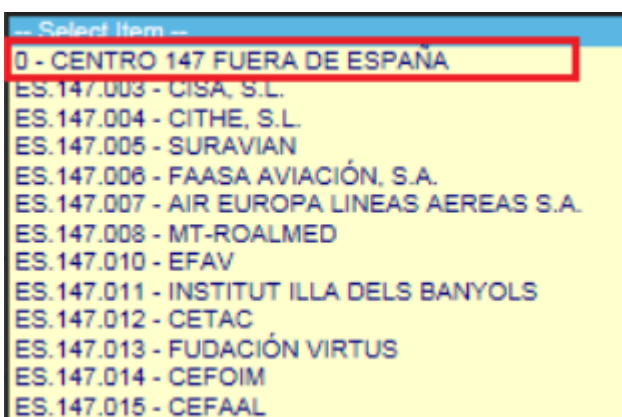 -- Select Item --
0 - CENTRO 147 FUERA DE ESPAÑA
ES.147.003 - CISA, S.L.
ES.147.004 - CITHE, S.L.
ES.147.005 - SURAVIAN
ES.147.006 - FAASA AVIACIÓN, S.A.
ES.147.007 - AIR EUROPA LINEAS AEREAS S.A.
ES.147.008 - MT-ROALMED
ES.147.010 - EFAV
ES.147.011 - INSTITUT ILLA DELS BANYOLS
ES.147.012 - CETAC
ES.147.013 - FUDACIÓN VIRTUS
ES.147.014 - CEFOIM
ES.147.015 - CEFAAL